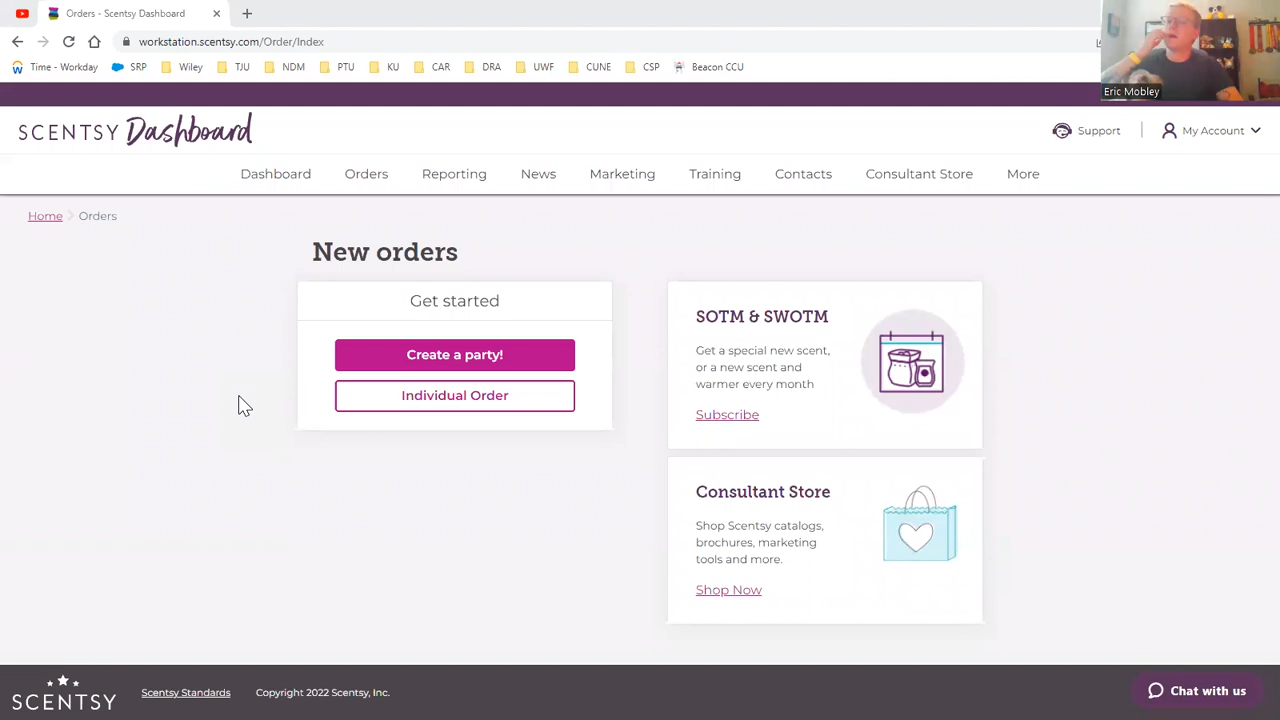 Orders - Scentsy Dashboard
workstation.scentsy.com/Order/Index
Time - Workday SRP Wiley TJU NDM PTU KU CAR DRA UWF CUNE CSP Beacon CCU
Eric Mobley
SCENTSY Dashboard
Support
My Account
Dashboard Orders Reporting News Marketing Training Contacts Consultant Store More
Home Orders
New orders
Get started
Create a party!
Individual Order
SOTM & SWOTM
Get a special new scent,
or a new scent and
warmer every month
Subscribe
Consultant Store
Shop Scentsy catalogs,
brochures, marketing
tools and more.
Shop Now
SCENTSY
Scentsy Standards
Copyright 2022 Scentsy, Inc.
Chat with us